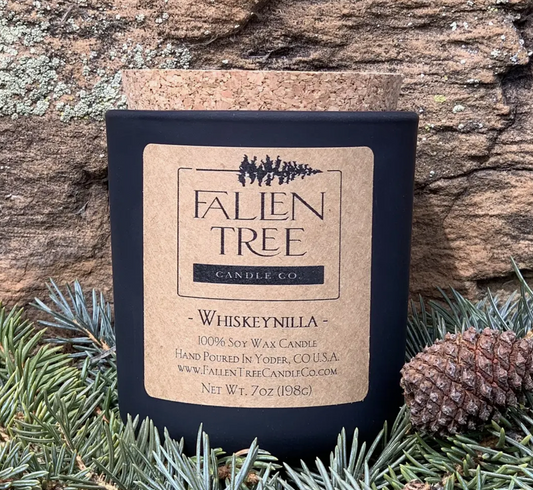 FALLEN
TREE
CANDLE CO.
- WHISKEYNILLA -
100% SOY WAX CANDLE
HAND POURED IN YODER, CO U.S.A.
WWW.FALLENTREECANDLECO.COM
NET WT. 7OZ (198G)